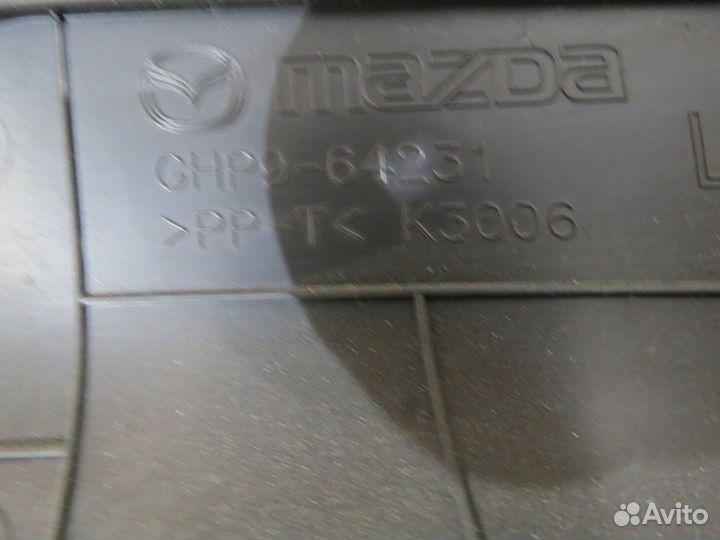 mazda
GHP9-64231
>PP-T< K3006
L
Avito